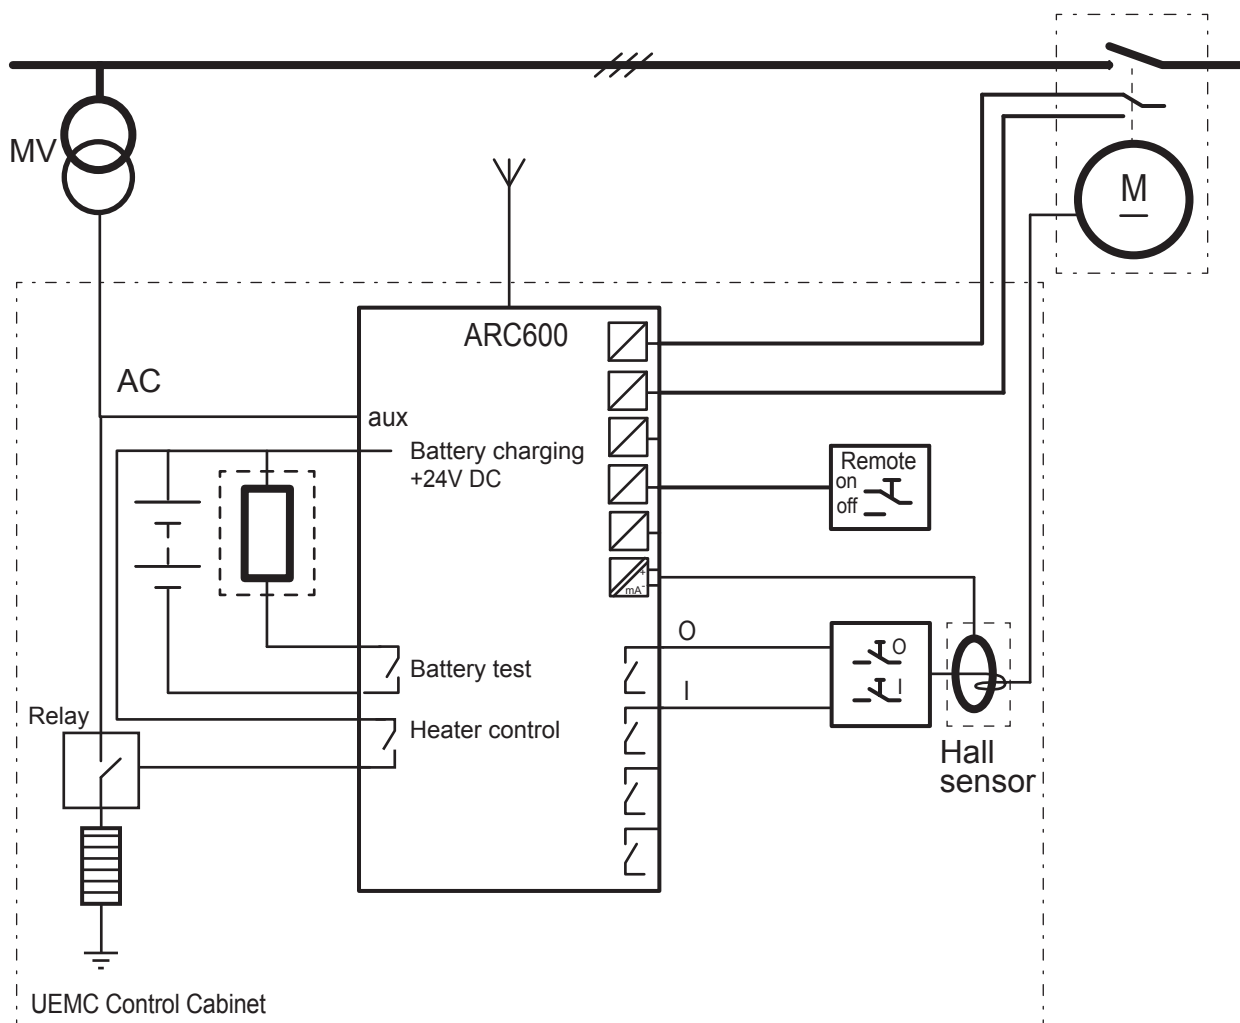 MV
M
ARC600
AC
aux
Battery charging
+24V DC
Remote
on
off
+
mA-
O
O
I
I
Battery test
Relay
Heater control
Hall
sensor
UEMC Control Cabinet